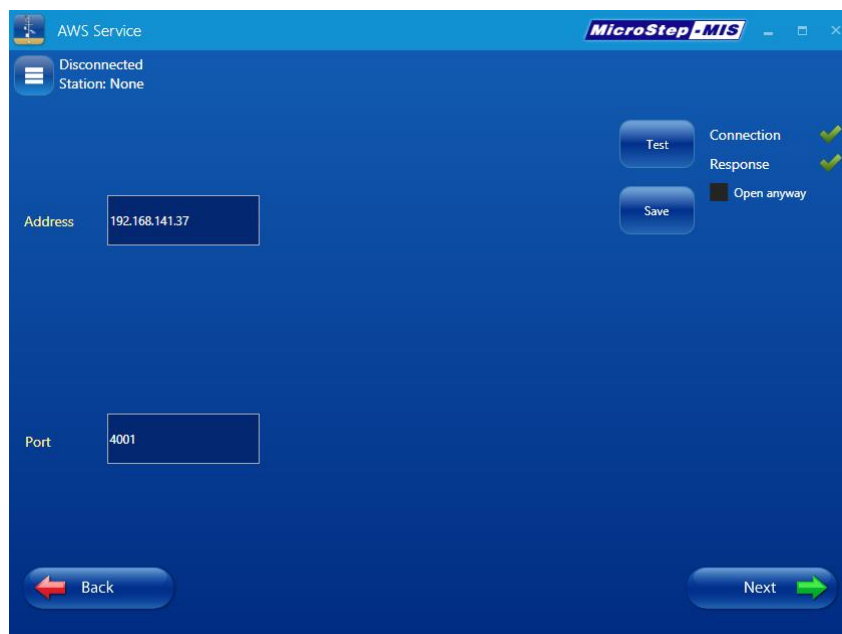 AWS Service
MicroStep-MIS
Disconnected
Station: None
Test
Connection
Response
Open anyway
Save
Address
192.168.141.37
Port
4001
Back
Next